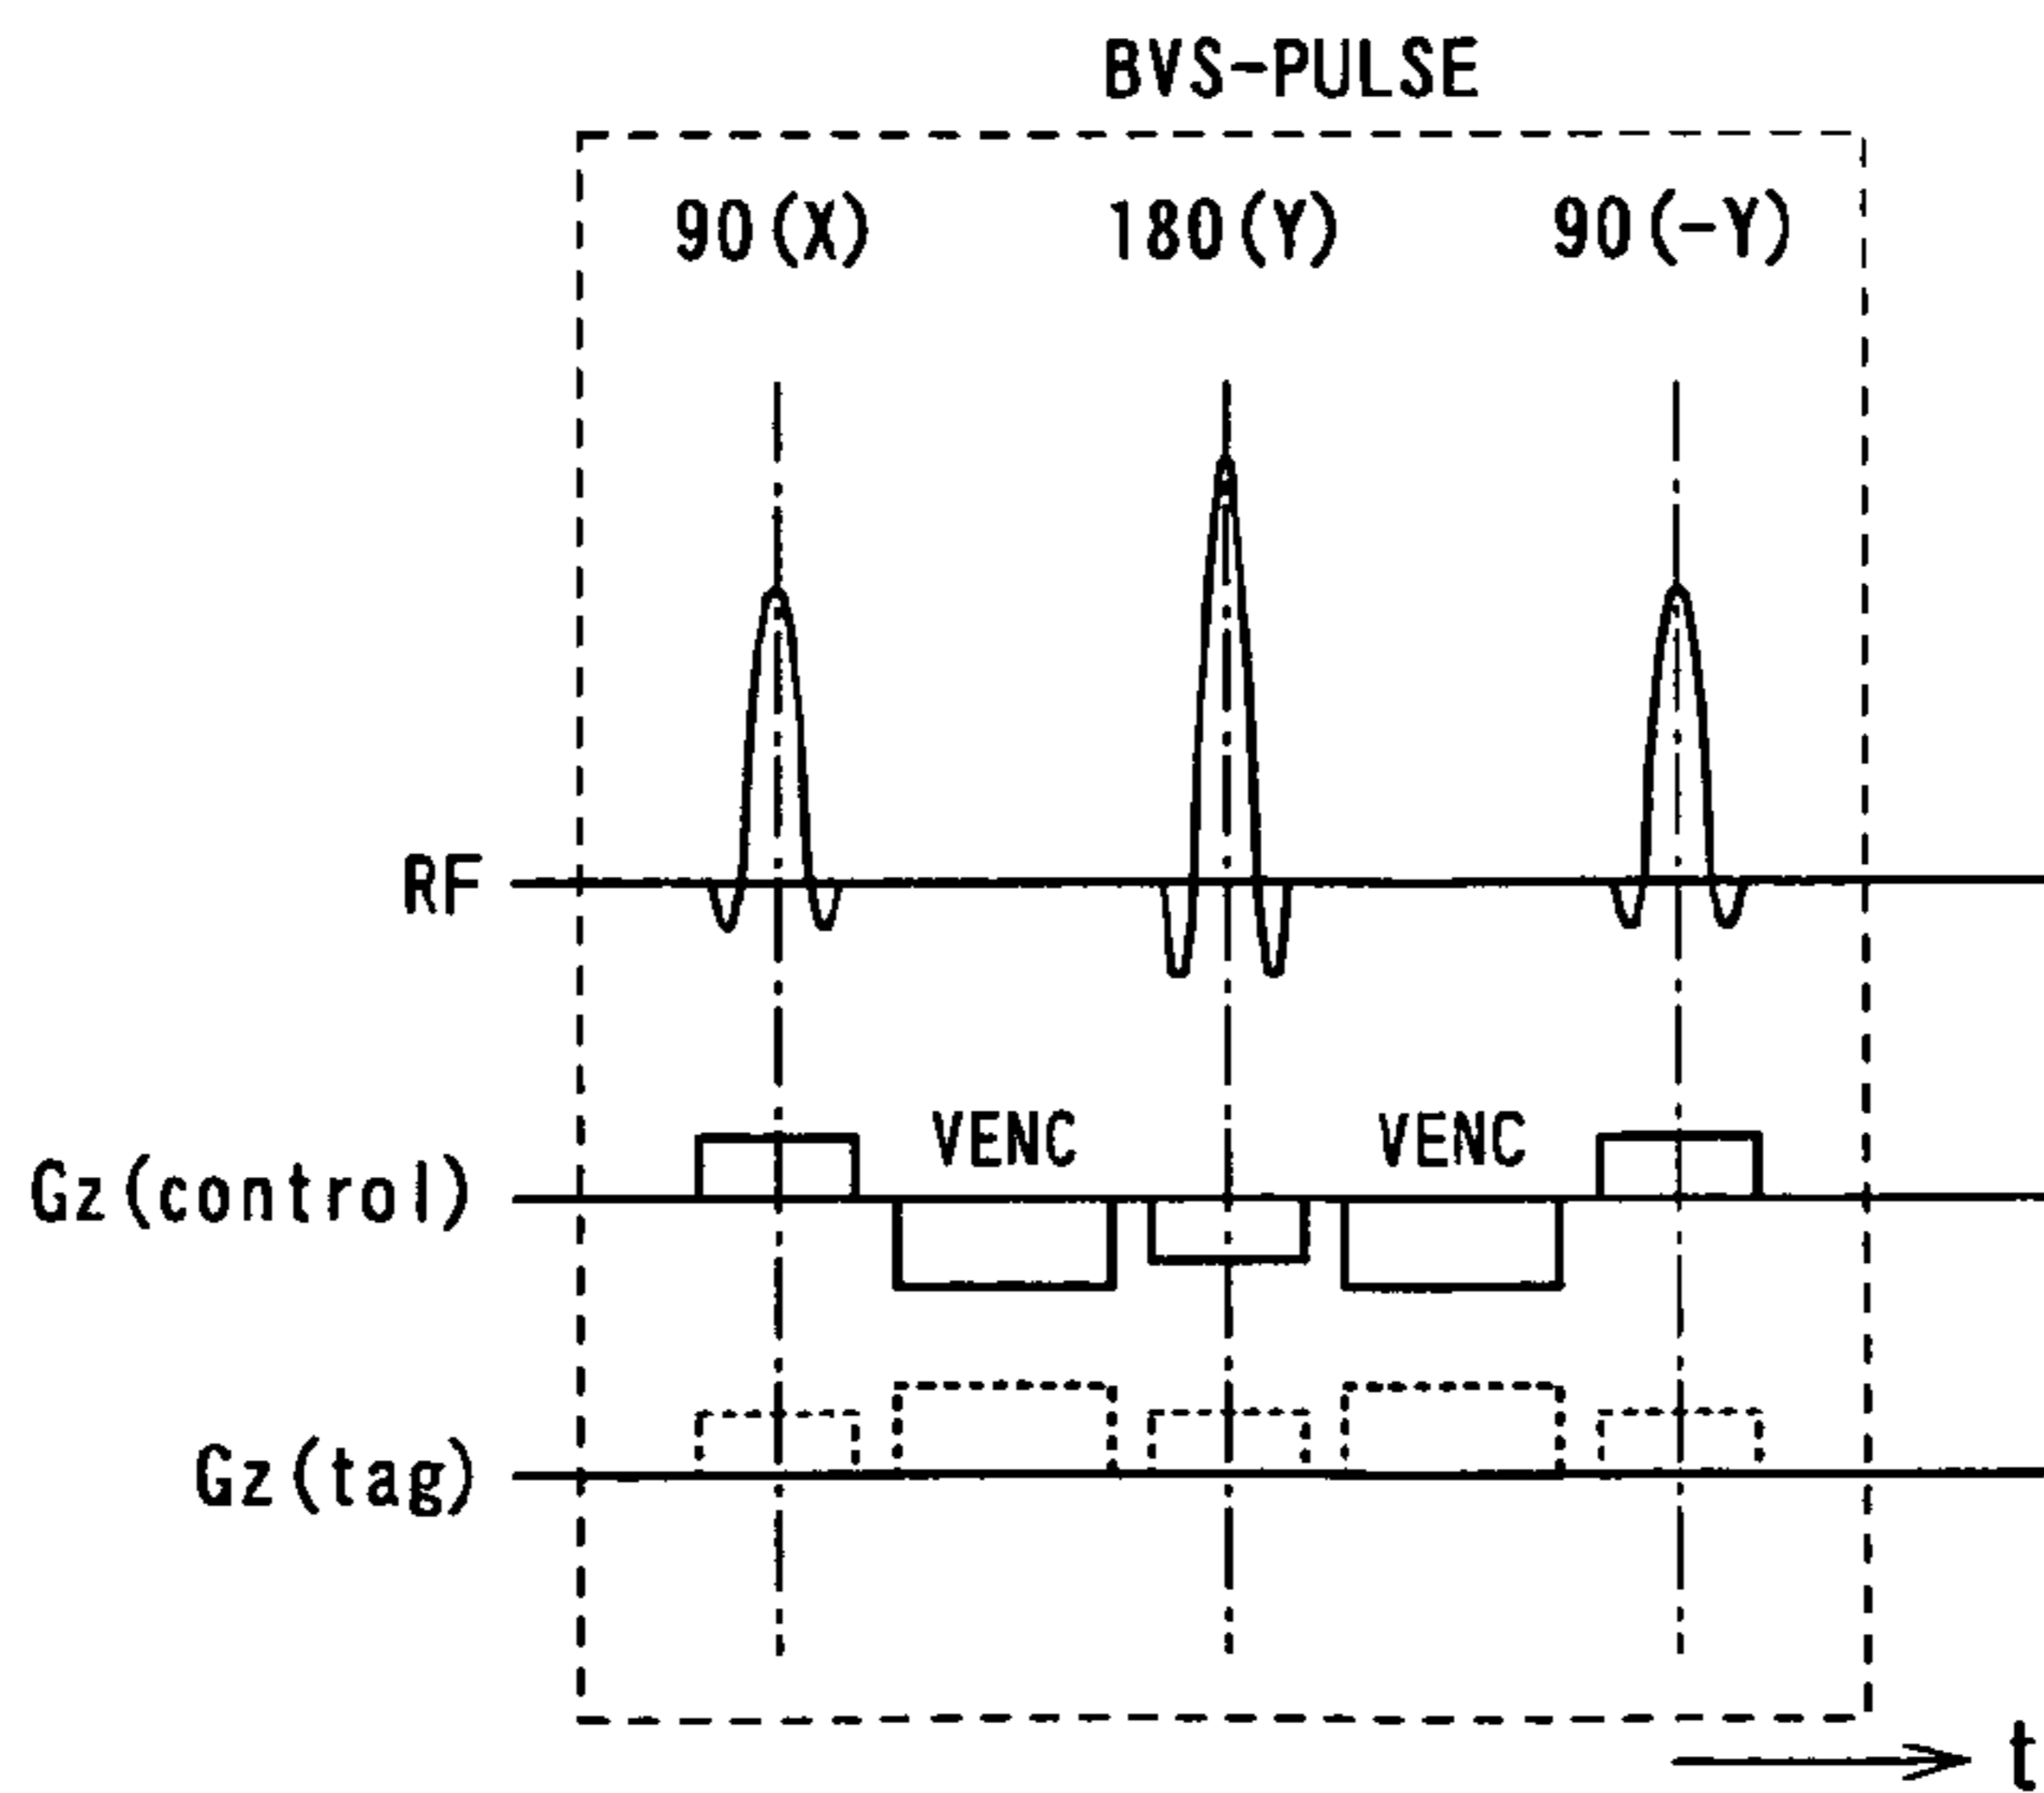 BVS-PULSE
90(X) 180(Y) 90(-Y)
RF
VENC VENC
Gz(control)
Gz(tag)
t